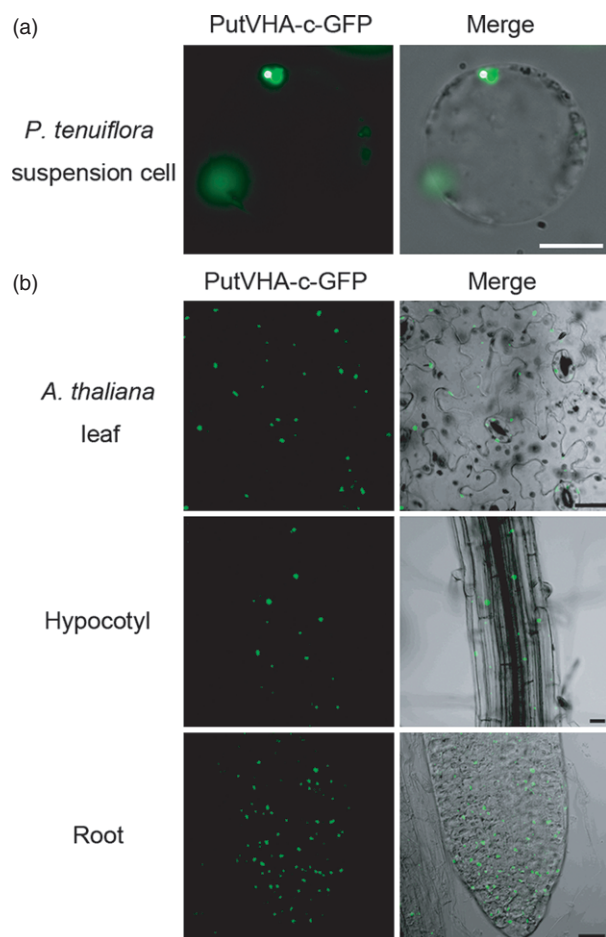 (a)
PutVHA-c-GFP Merge
P. tenuiflora
suspension cell
(b)
PutVHA-c-GFP Merge
A. thaliana
leaf
Hypocotyl
Root